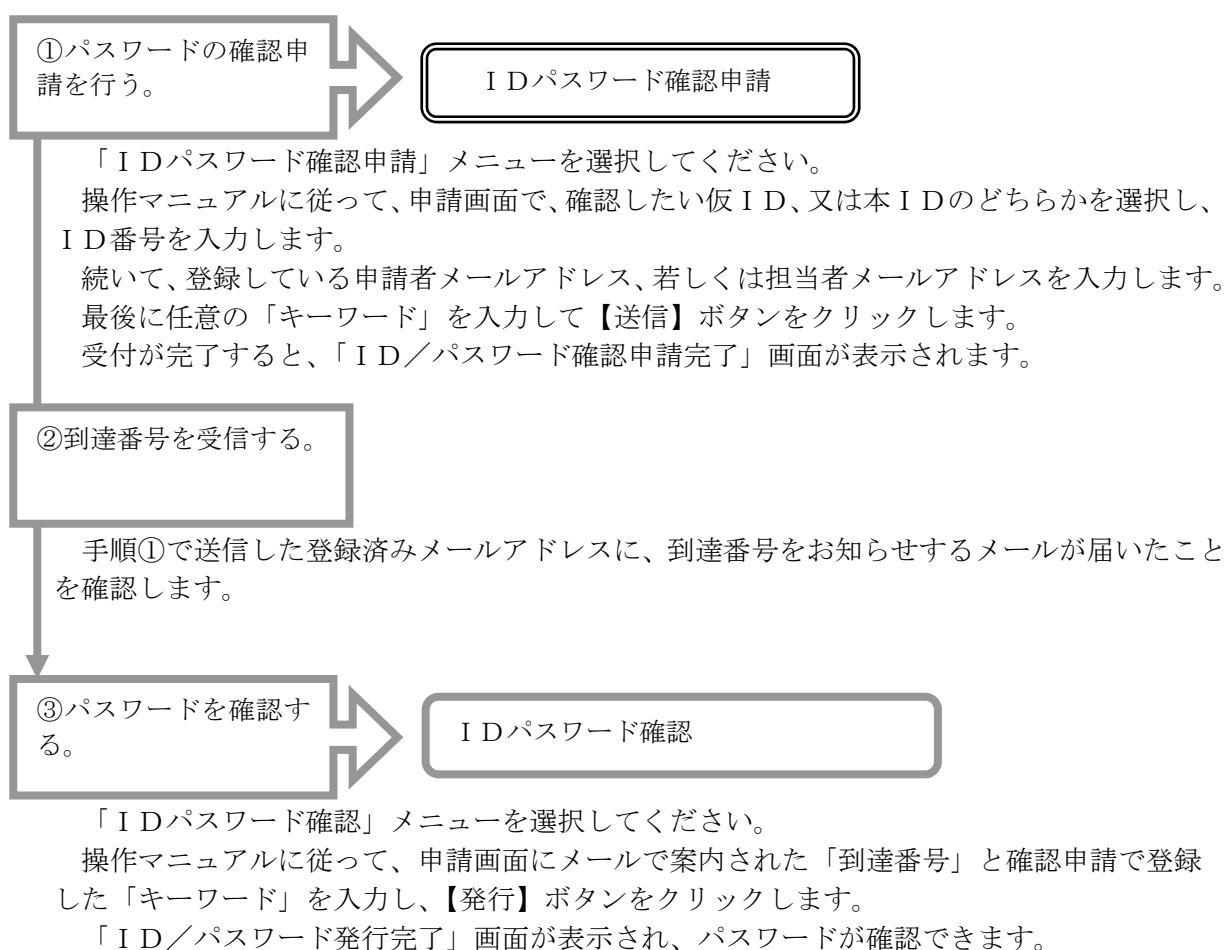 ①パスワードの確認申
請を行う。
ＩＤパスワード確認申請
「ＩＤパスワード確認申請」メニューを選択してください。
操作マニュアルに従って、申請画面で、確認したい仮ＩＤ、又は本ＩＤのどちらかを選択し、
ＩＤ番号を入力します。
続いて、登録している申請者メールアドレス、若しくは担当者メールアドレスを入力します。
最後に任意の「キーワード」を入力して【送信】ボタンをクリックします。
受付が完了すると、「ＩＤ／パスワード確認申請完了」画面が表示されます。
②到達番号を受信する。
手順①で送信した登録済みメールアドレスに、到達番号をお知らせするメールが届いたこと
を確認します。
③パスワードを確認す
る。
ＩＤパスワード確認
「ＩＤパスワード確認」メニューを選択してください。
操作マニュアルに従って、申請画面にメールで案内された「到達番号」と確認申請で登録
した「キーワード」を入力し、【発行】ボタンをクリックします。
「ＩＤ／パスワード発行完了」画面が表示され、パスワードが確認できます。